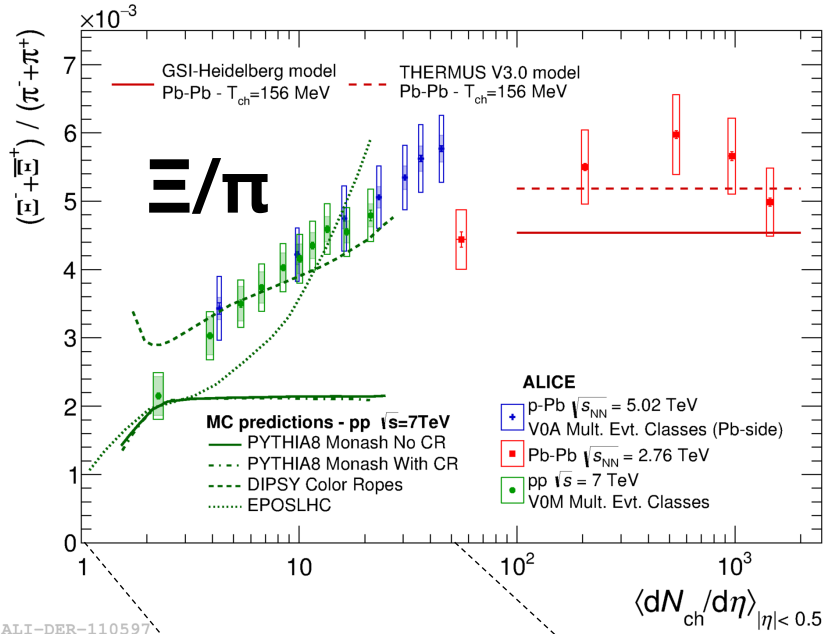 ×10⁻³
(Ξ⁻+Ξ̅⁺) / (π⁻+π⁺)
7
6
5
4
3
2
1
0
GSI-Heidelberg model
Pb-Pb - T_ch=156 MeV
THERMUS V3.0 model
Pb-Pb - T_ch=156 MeV
Ξ/π
MC predictions - pp √s=7TeV
PYTHIA8 Monash No CR
PYTHIA8 Monash With CR
DIPSY Color Ropes
EPOSLHC
ALICE
p-Pb √s_NN = 5.02 TeV
V0A Mult. Evt. Classes (Pb-side)
Pb-Pb √s_NN = 2.76 TeV
pp √s = 7 TeV
V0M Mult. Evt. Classes
1 10 10² 10³
⟨dN_ch/dη⟩_|η|< 0.5
ALI-DER-110597